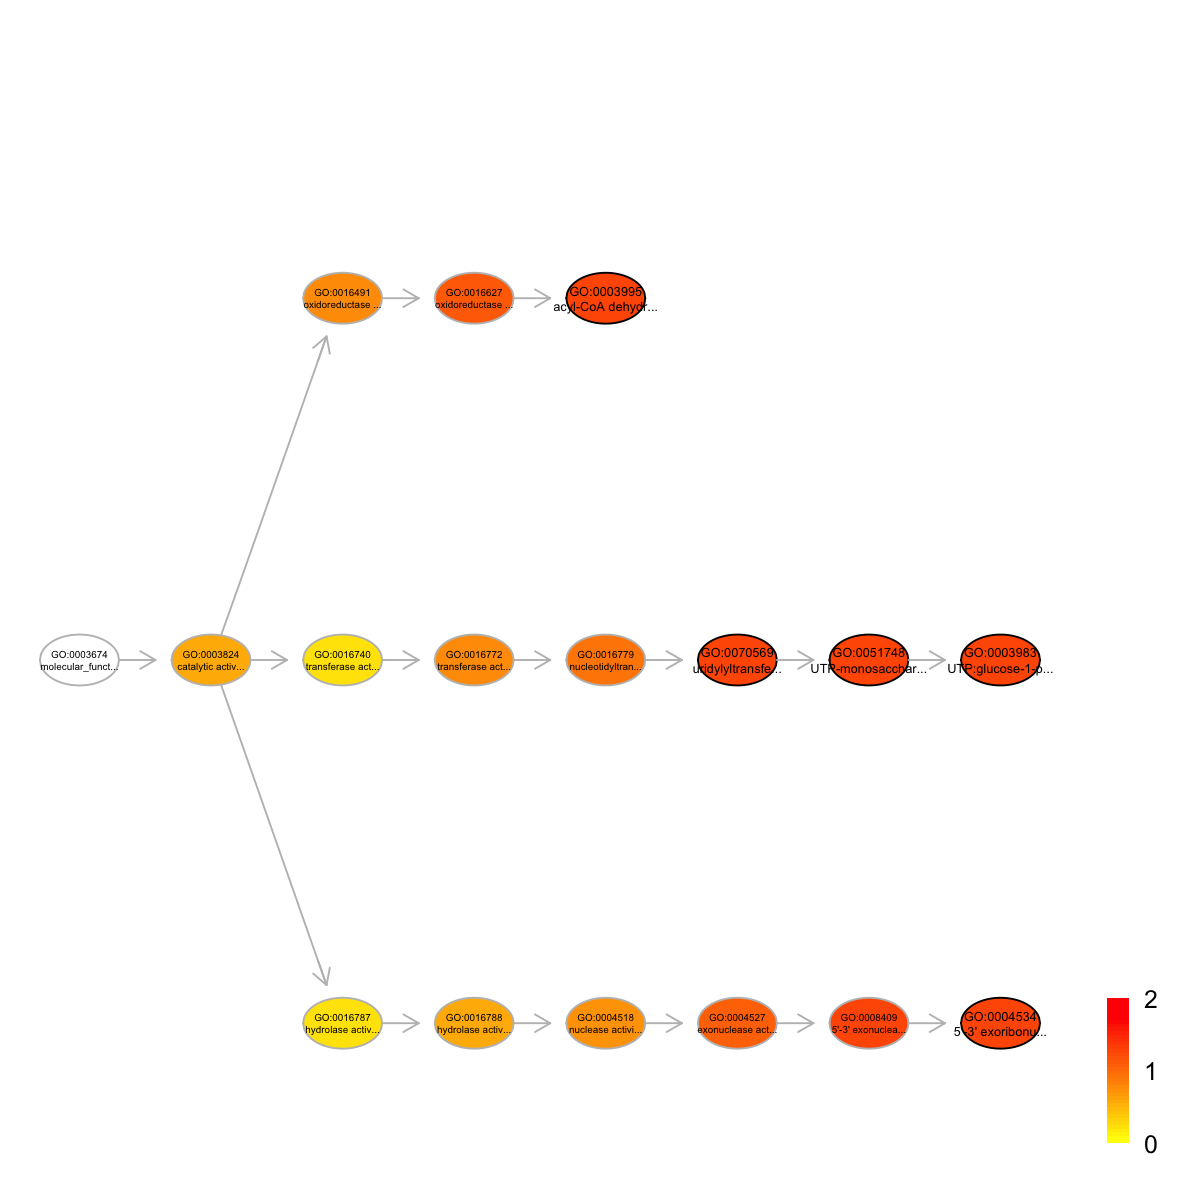 GO:0016491
oxidoreductase ...
GO:0016627
oxidoreductase ...
GO:0003995
acyl-CoA dehydr...
GO:0003674
molecular_funct...
GO:0003824
catalytic activ...
GO:0016740
transferase act...
GO:0016772
transferase act...
GO:0016779
nucleotidyltran...
GO:0070569
uridylyltransfe...
GO:0051748
UTP-monosacchar...
GO:0003983
UTP:glucose-1-p...
GO:0016787
hydrolase activ...
GO:0016788
hydrolase activ...
GO:0004518
nuclease activi...
GO:0004527
exonuclease act...
GO:0008409
5'-3' exonuclea...
GO:0004534
5'-3' exoribonu...
2
1
0